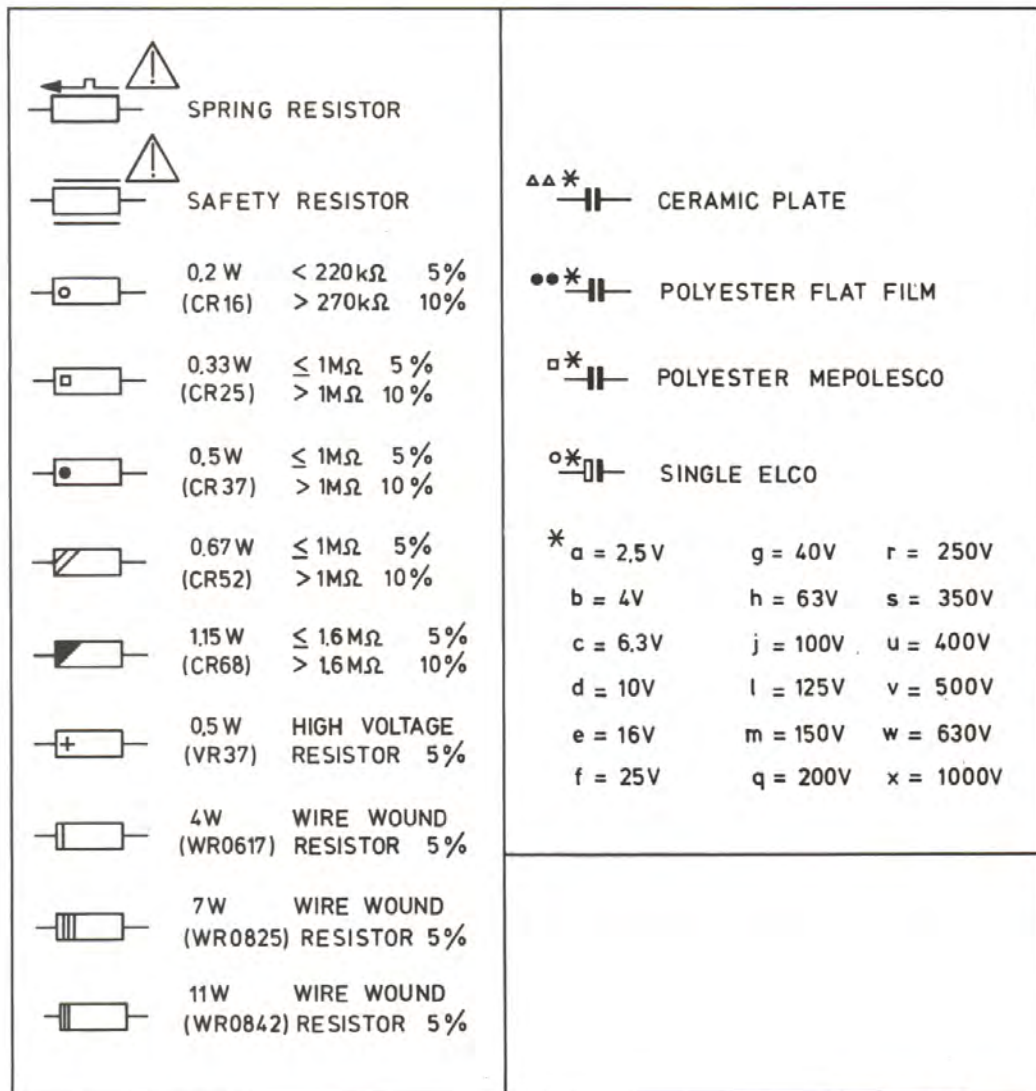 SPRING RESISTOR
SAFETY RESISTOR
0,2 W < 220kΩ 5%
(CR16) > 270kΩ 10%
0,33W ≤ 1MΩ 5%
(CR25) > 1MΩ 10%
0,5W ≤ 1MΩ 5%
(CR37) > 1MΩ 10%
0,67W ≤ 1MΩ 5%
(CR52) > 1MΩ 10%
1,15W ≤ 1,6MΩ 5%
(CR68) > 1,6MΩ 10%
0,5W HIGH VOLTAGE
(VR37) RESISTOR 5%
4W WIRE WOUND
(WR0617) RESISTOR 5%
7W WIRE WOUND
(WR0825) RESISTOR 5%
11W WIRE WOUND
(WR0842) RESISTOR 5%
CERAMIC PLATE
POLYESTER FLAT FILM
POLYESTER MEPOLESCO
SINGLE ELCO
* a = 2,5V g = 40V r = 250V
b = 4V h = 63V s = 350V
c = 6,3V j = 100V u = 400V
d = 10V l = 125V v = 500V
e = 16V m = 150V w = 630V
f = 25V q = 200V x = 1000V